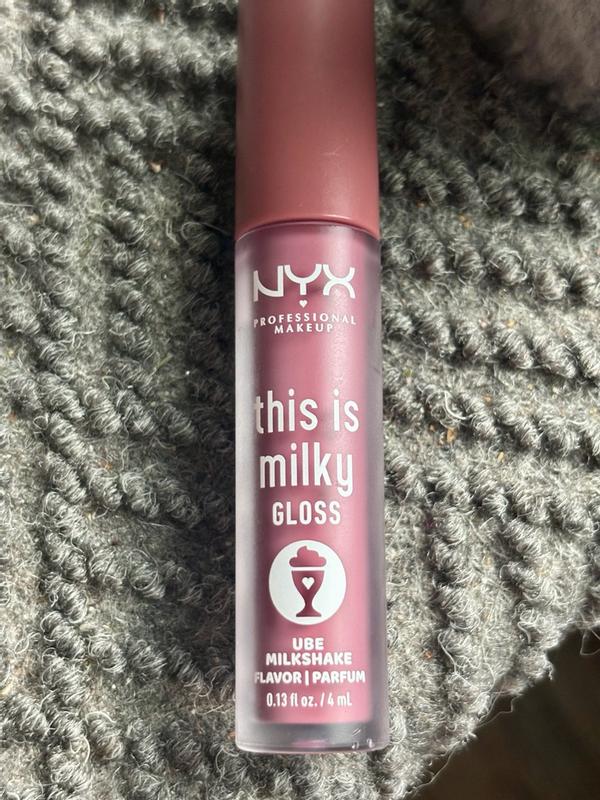 NYX
PROFESSIONAL
MAKEUP
this is
milky
GLOSS
UBE
MILKSHAKE
FLAVOR | PARFUM
0.13 fl oz. / 4 mL